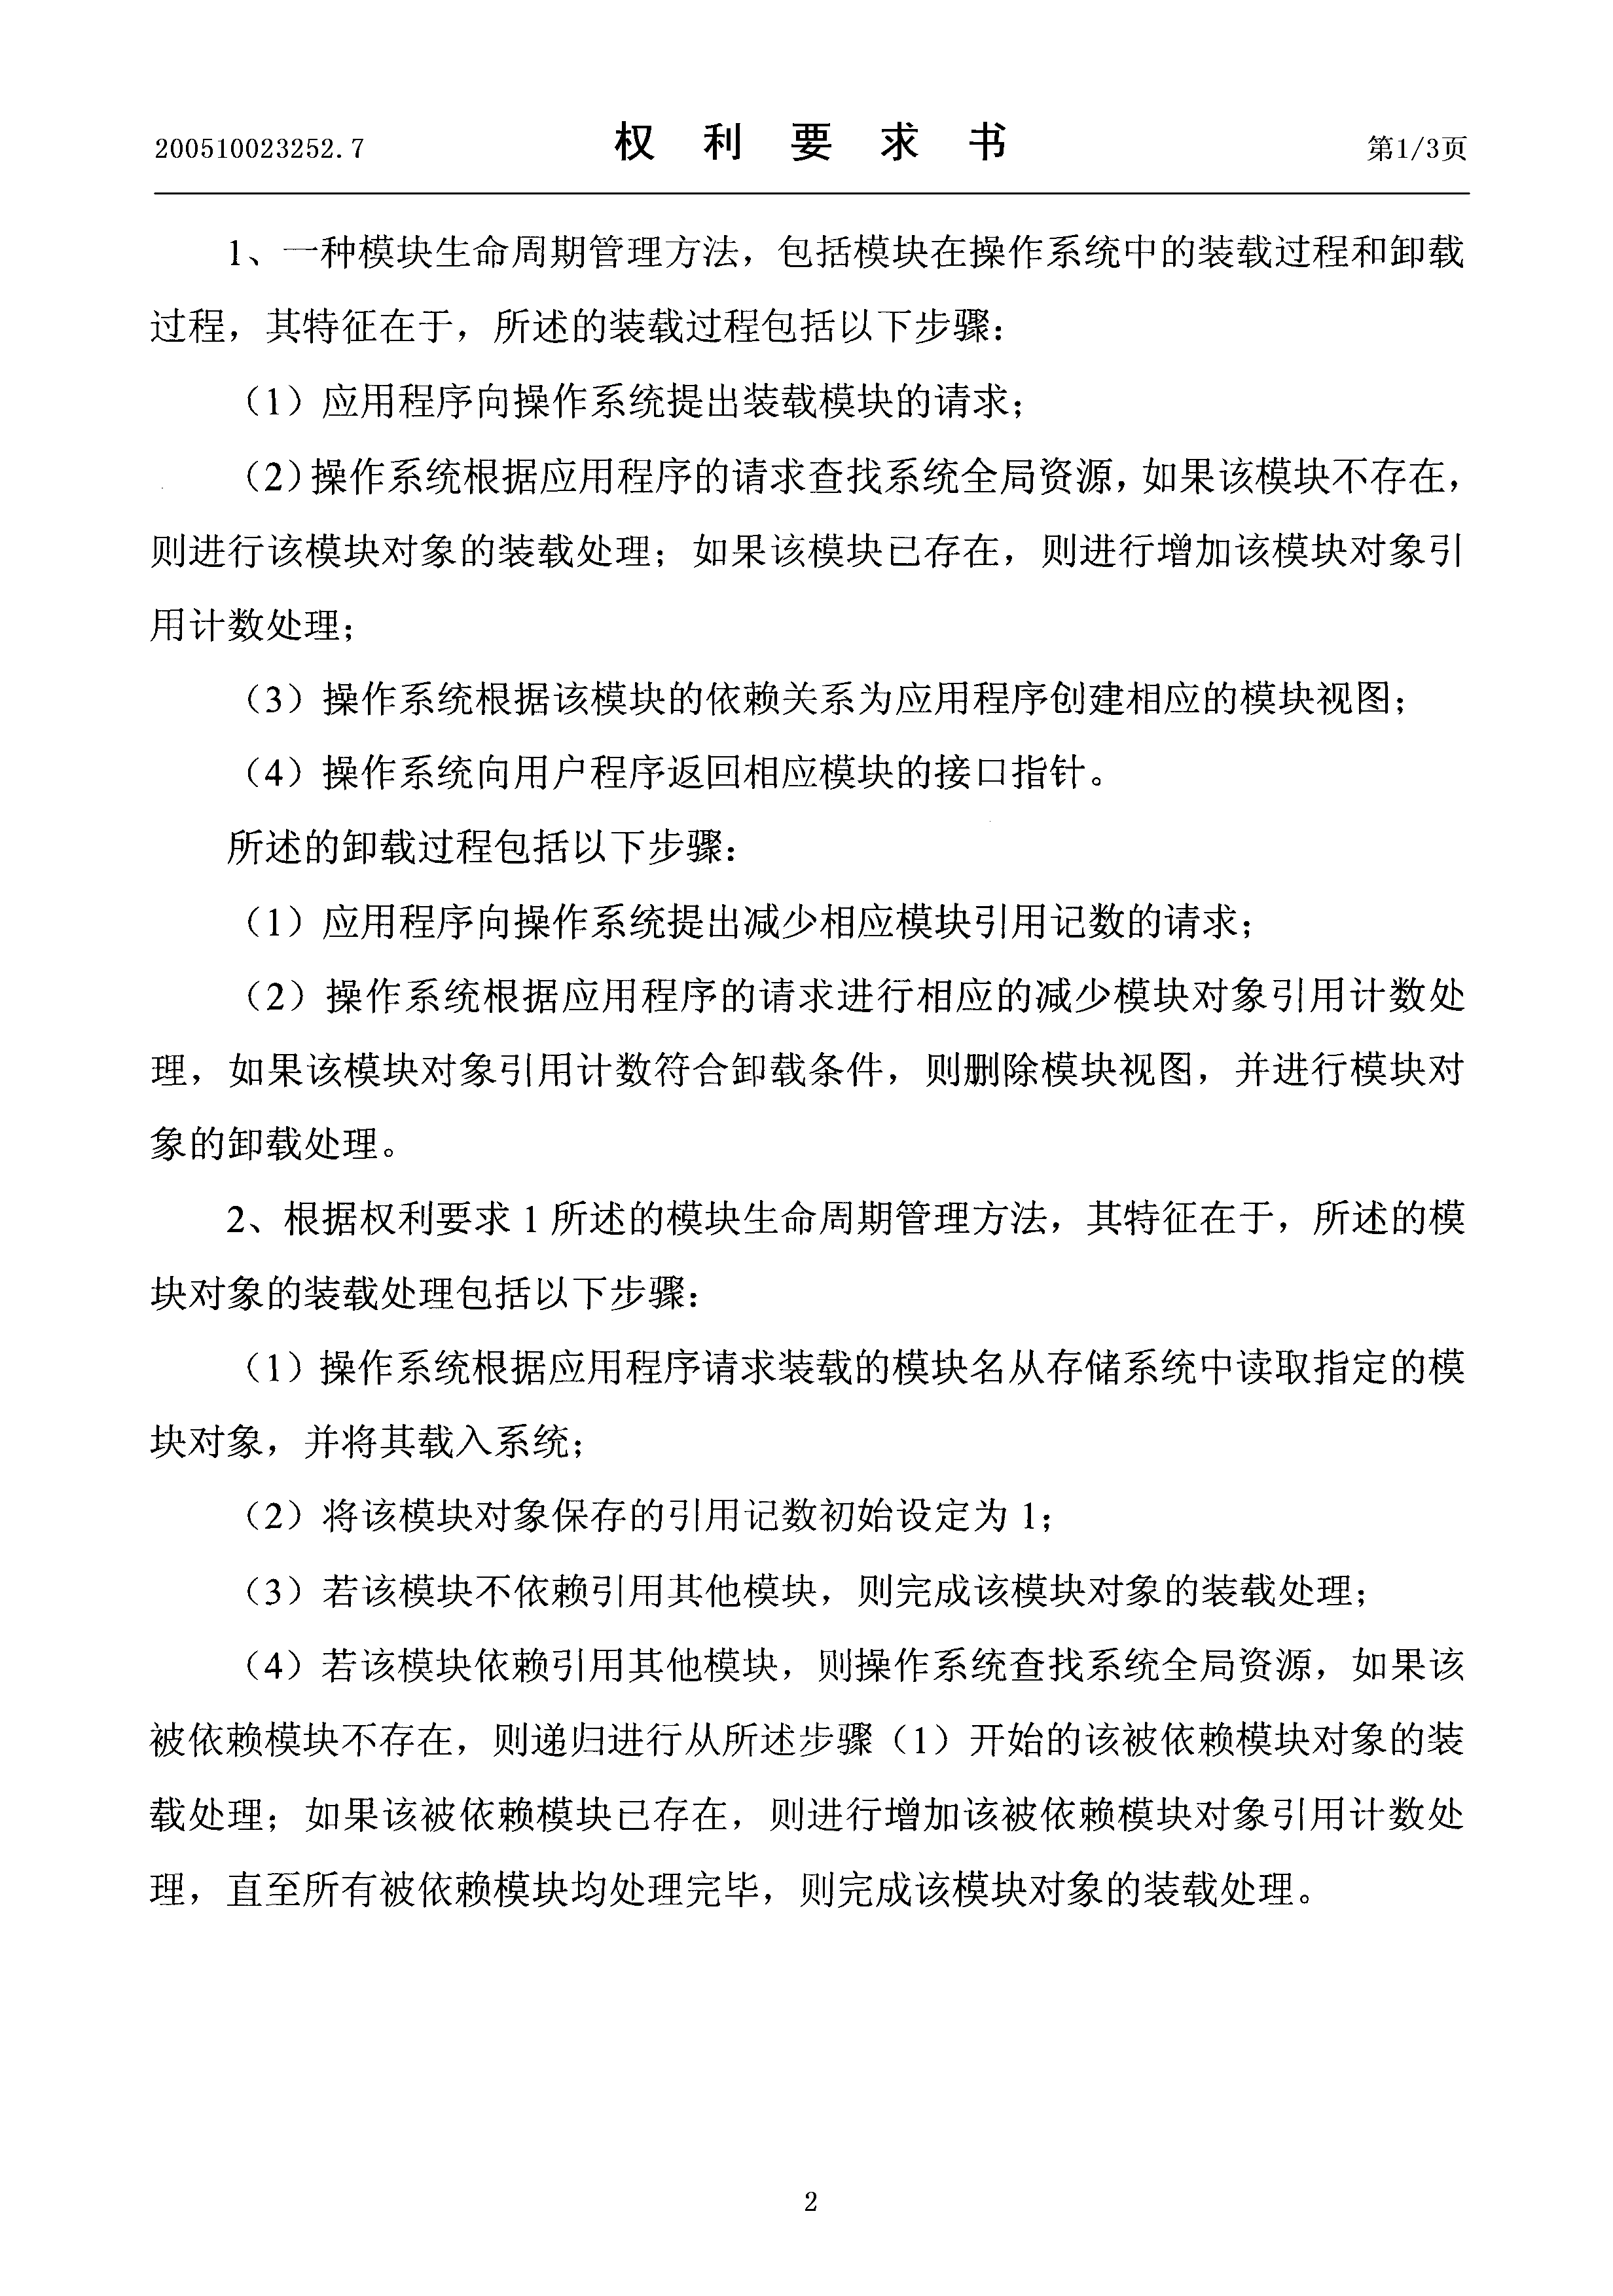 200510023252.7 权利要求书 第1/3页
1、一种模块生命周期管理方法，包括模块在操作系统中的装载过程和卸载
过程，其特征在于，所述的装载过程包括以下步骤：
（1）应用程序向操作系统提出装载模块的请求；
（2）操作系统根据应用程序的请求查找系统全局资源，如果该模块不存在，
则进行该模块对象的装载处理；如果该模块已存在，则进行增加该模块对象引
用计数处理；
（3）操作系统根据该模块的依赖关系为应用程序创建相应的模块视图；
（4）操作系统向用户程序返回相应模块的接口指针。
所述的卸载过程包括以下步骤：
（1）应用程序向操作系统提出减少相应模块引用记数的请求；
（2）操作系统根据应用程序的请求进行相应的减少模块对象引用计数处
理，如果该模块对象引用计数符合卸载条件，则删除模块视图，并进行模块对
象的卸载处理。
2、根据权利要求 1 所述的模块生命周期管理方法，其特征在于，所述的模
块对象的装载处理包括以下步骤：
（1）操作系统根据应用程序请求装载的模块名从存储系统中读取指定的模
块对象，并将其载入系统；
（2）将该模块对象保存的引用记数初始设定为 1；
（3）若该模块不依赖引用其他模块，则完成该模块对象的装载处理；
（4）若该模块依赖引用其他模块，则操作系统查找系统全局资源，如果该
被依赖模块不存在，则递归进行从所述步骤（1）开始的该被依赖模块对象的装
载处理；如果该被依赖模块已存在，则进行增加该被依赖模块对象引用计数处
理，直至所有被依赖模块均处理完毕，则完成该模块对象的装载处理。
2